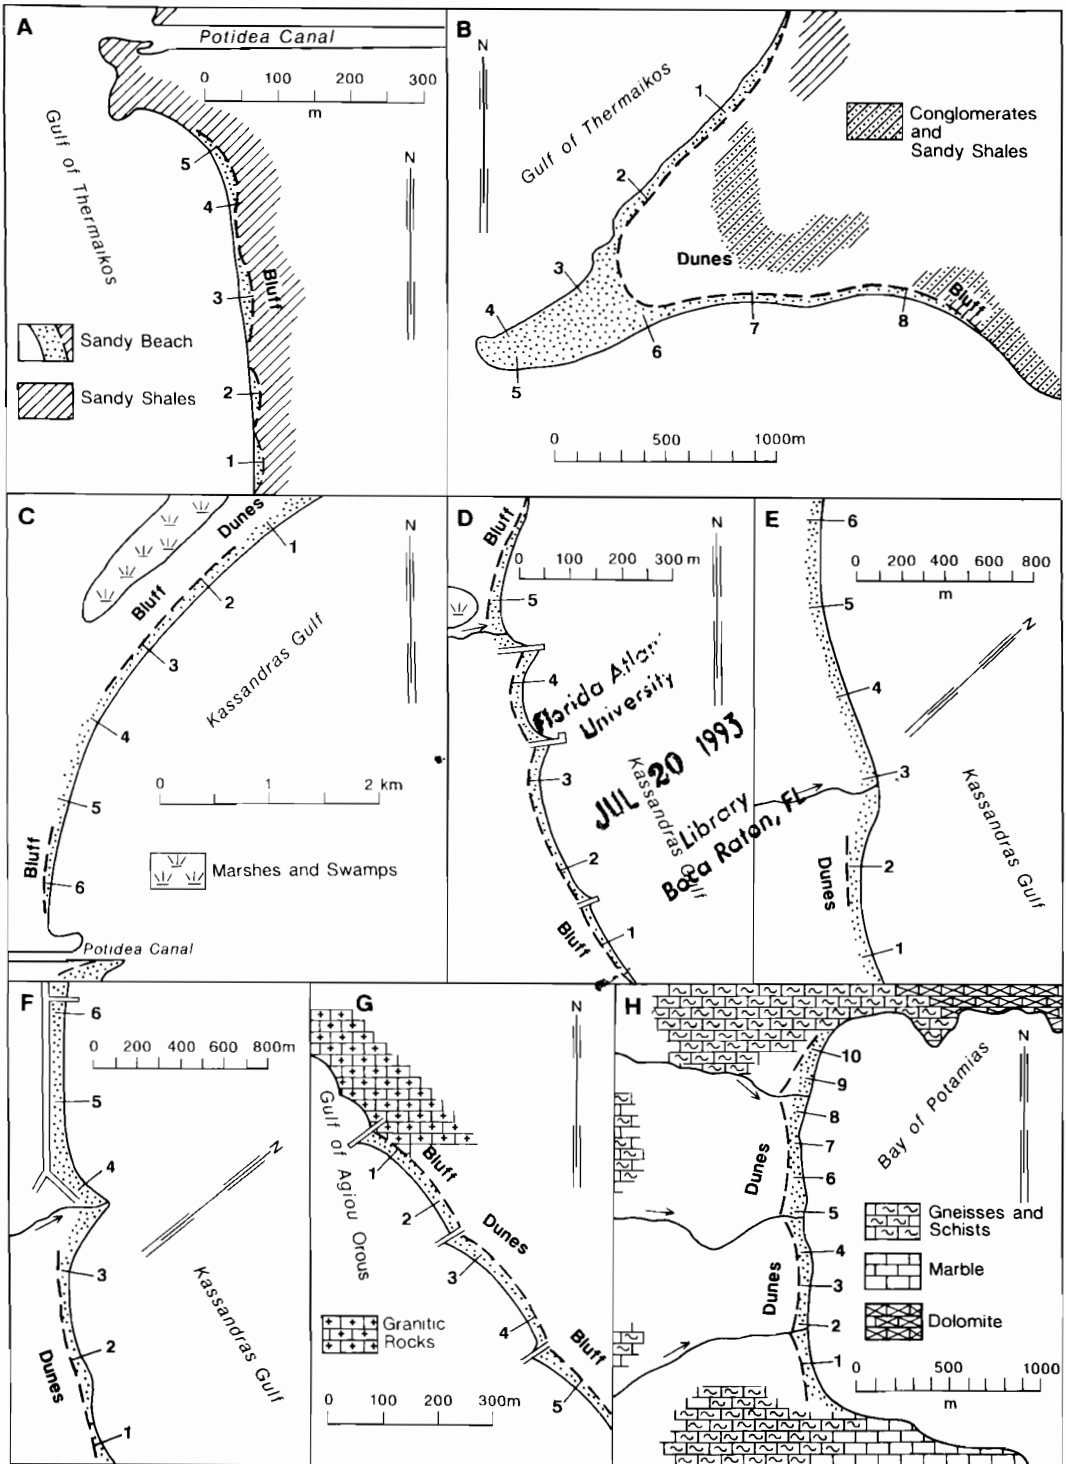 A
Potidea Canal
0 100 200 300
m
Gulf of Thermaikos
N
5
4
3
2
1
Bluff
Sandy Beach
Sandy Shales
B
N
Gulf of Thermaikos
1
2
3
4
5
6
7
8
Dunes
Bluff
Conglomerates
and
Sandy Shales
0 500 1000m
C
Dunes
N
1
Bluff
2
3
Kassandras Gulf
4
0 1 2 km
5
Bluff
6
Marshes and Swamps
Potidea Canal
D
Bluff
N
0 100 200 300 m
5
4
3
2
1
Bluff
Kassandras Gulf
Florida Atlan
University
JUL 20 1993
Library
Boca Raton, FL
E
6
0 200 400 600 800
m
5
N
4
3
2
1
Dunes
Kassandras Gulf
F
6
0 200 400 600 800m
5
4
N
3
2
1
Dunes
Kassandras Gulf
G
N
Gulf of Agiou Orous
1
Bluff
2
Dunes
3
4
Bluff
5
Granitic
Rocks
0 100 200 300m
H
N
10
9
8
7
6
5
4
3
2
1
Bay of Potamias
Dunes
Dunes
Gneisses and
Schists
Marble
Dolomite
0 500 1000
m